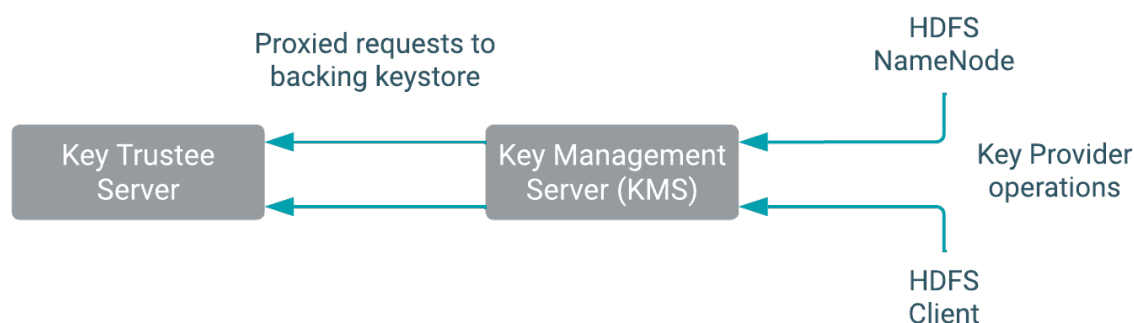 HDFS
NameNode
Proxied requests to
backing keystore
Key Trustee
Server
Key Management
Server (KMS)
Key Provider
operations
HDFS
Client